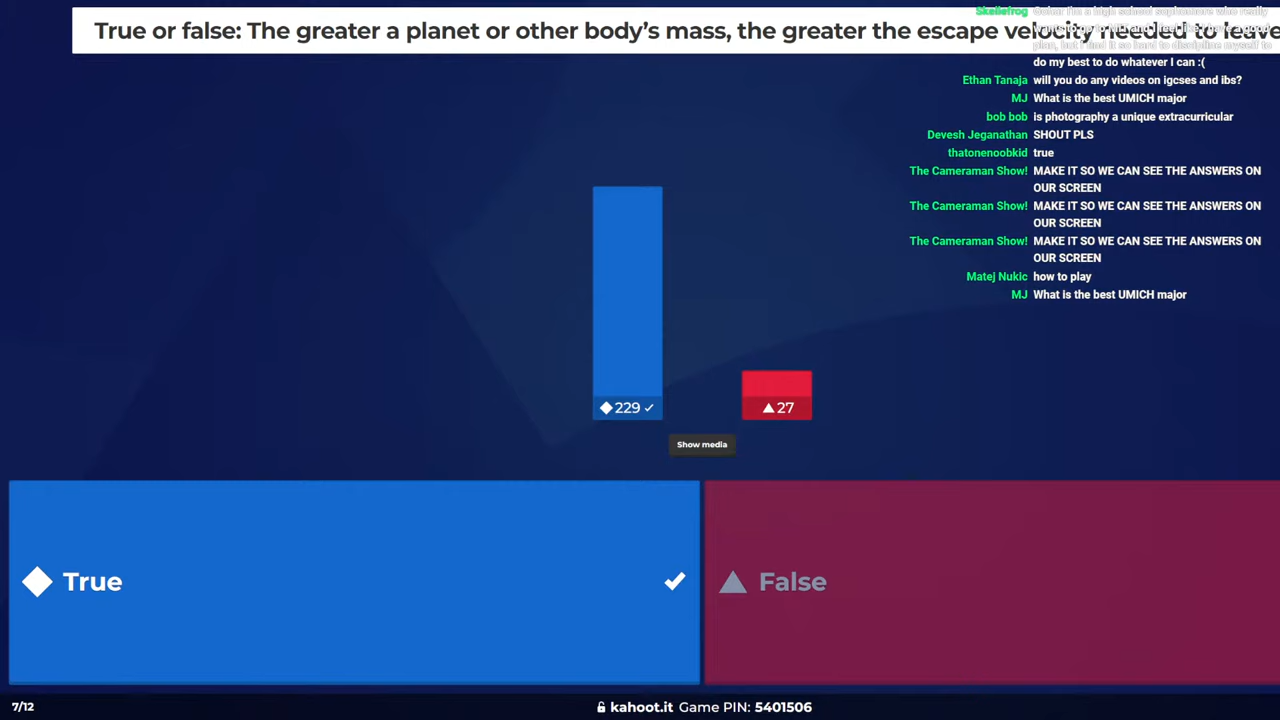 True or false: The greater a planet or other body’s mass, the greater the escape velocity needed to leave
Skellefrog
do my best to do whatever I can :(
Ethan Tanaja will you do any videos on igcses and ibs?
MJ What is the best UMICH major
bob bob is photography a unique extracurricular
Devesh Jeganathan SHOUT PLS
thatonenoobkid true
The Cameraman Show! MAKE IT SO WE CAN SEE THE ANSWERS ON
OUR SCREEN
The Cameraman Show! MAKE IT SO WE CAN SEE THE ANSWERS ON
OUR SCREEN
The Cameraman Show! MAKE IT SO WE CAN SEE THE ANSWERS ON
OUR SCREEN
Matej Nukic how to play
MJ What is the best UMICH major
229
27
Show media
True
False
7/12
kahoot.it Game PIN: 5401506